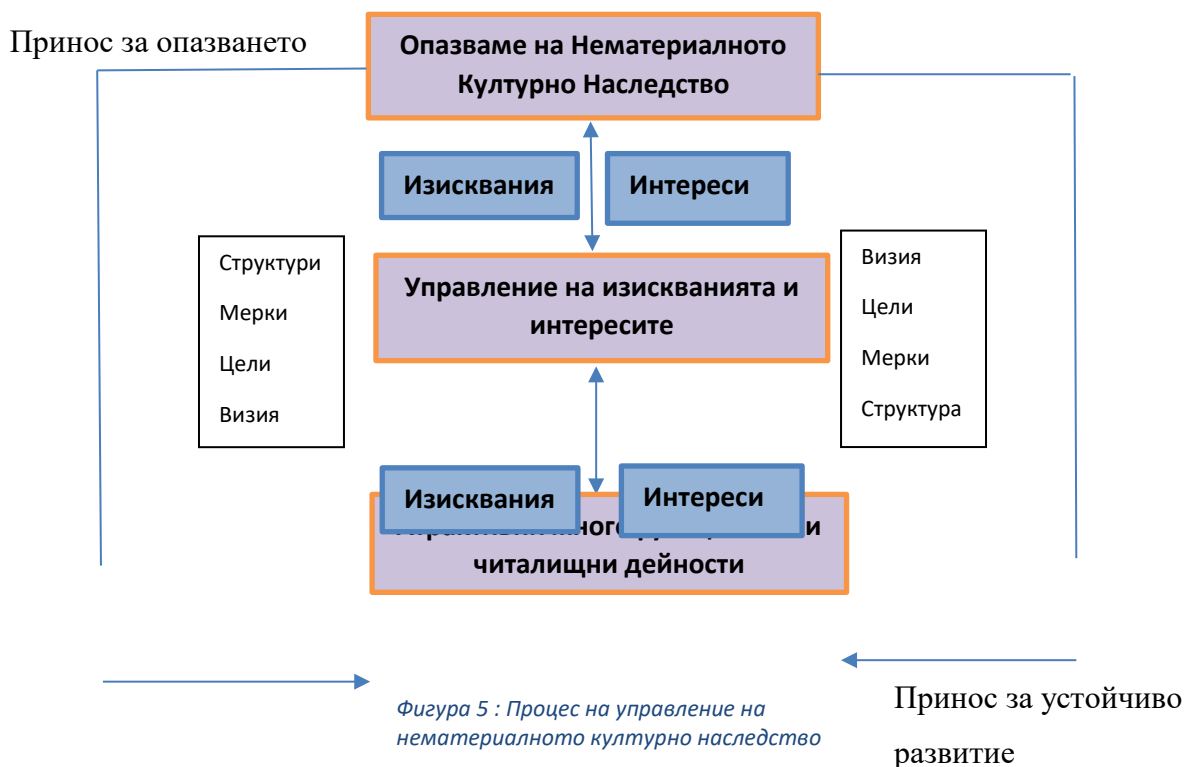 Принос за опазването
Опазваме на Нематериалното
Културно Наследство
Изисквания
Интереси
Структури
Мерки
Цели
Визия
Управление на изискванията и
интересите
Визия
Цели
Мерки
Структура
Изисквания
Интереси
и
читалищни дейности
Фигура 5 : Процес на управление на
нематериалното културно наследство
Принос за устойчиво
развитие